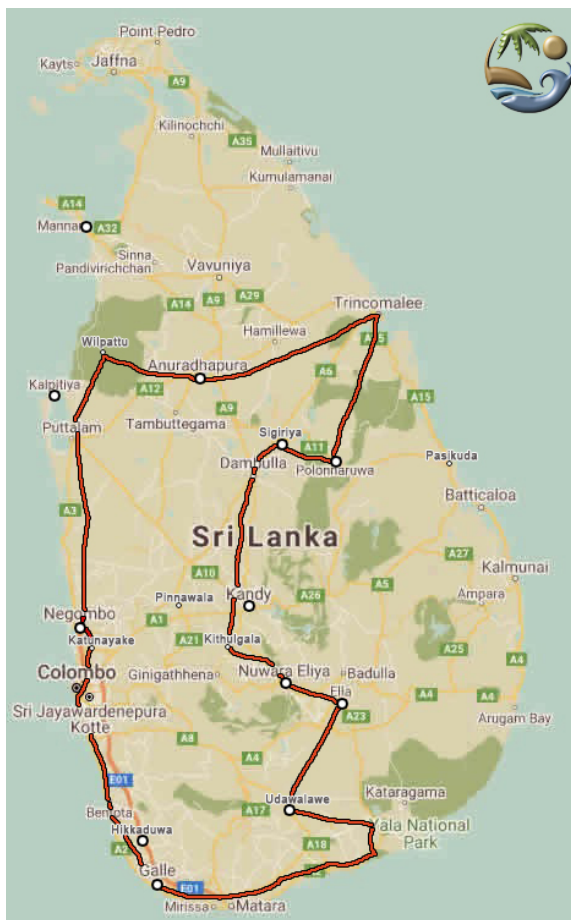 Point Pedro
Kayts
Jaffna
A9
Kilinochchi
A35
Mullaitivu
Kumulamanai
A14
Mannar
A32
Sinna
Pandivirichchan
Vavuniya
A29
A14
A9
Trincomalee
Hamillewa
A15
Wilpattu
Anuradhapura
A6
Kalpitiya
A12
A15
Tambuttegama
A9
Puttalam
Sigiriya
A11
Dambulla
Polonnaruwa
Pasikuda
Batticaloa
A3
Sri Lanka
A27
A10
Kalmunai
A5
Pinnawala
Kandy
A26
Ampara
Negombo
A1
Katunayake
A21
Kithulgala
A25
Colombo
Ginigathhena
Nuwara Eliya
Badulla
Ella
A4
A4
Sri Jayawardenepura
Kotte
A23
Arugam Bay
A8
A4
E01
Udawalawe
Kataragama
Bentota
A17
Yala National
Park
Hikkaduwa
A18
A2
Galle
E01
Mirissa
Matara